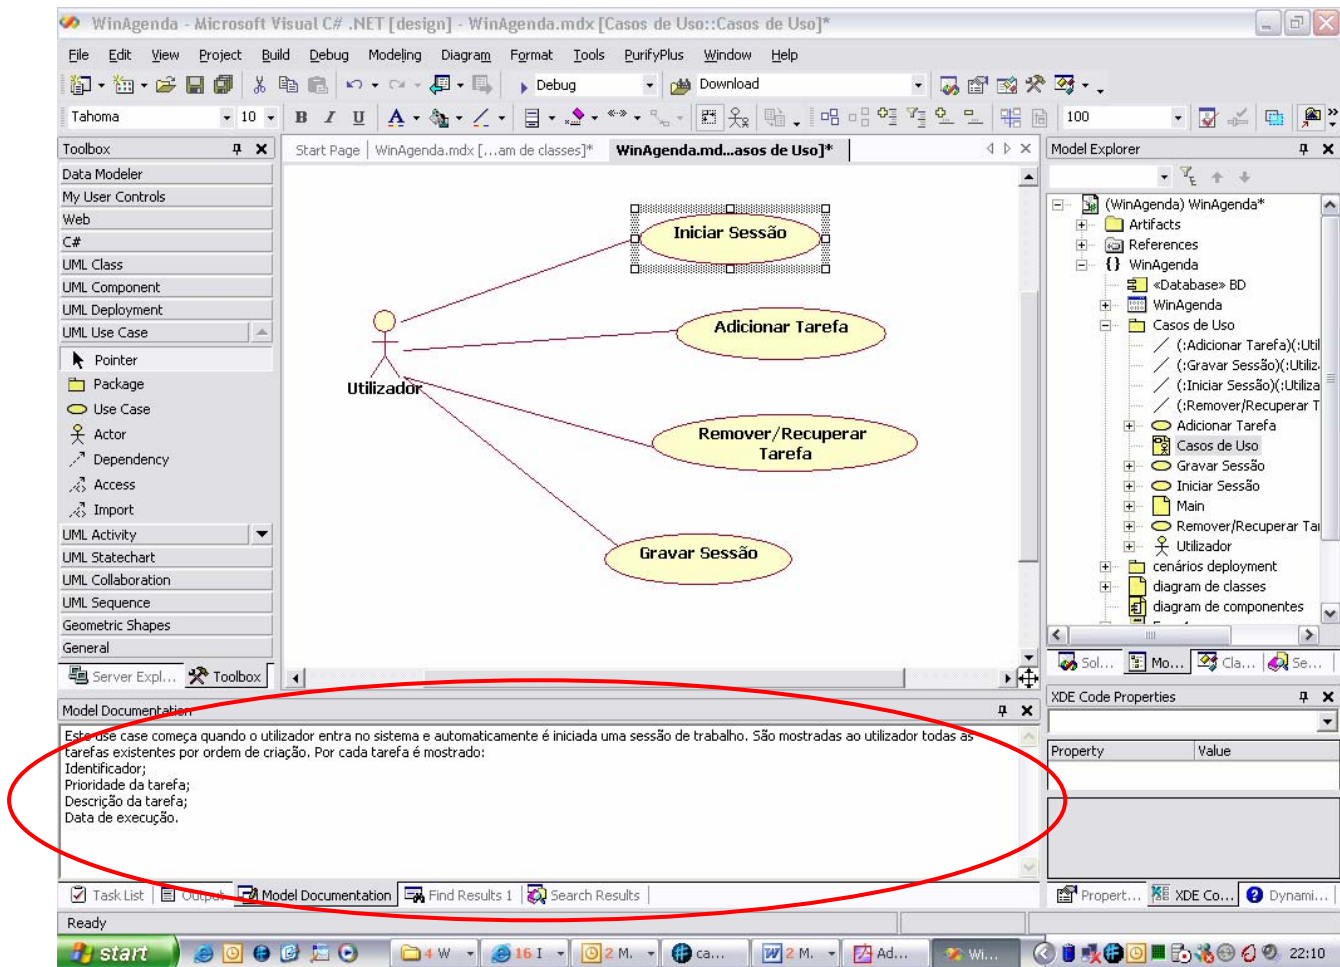 WinAgenda - Microsoft Visual C# .NET [design] - WinAgenda.mdx [Casos de Uso::Casos de Uso]*
File Edit View Project Build Debug Modeling Diagram Format Tools PurifyPlus Window Help
Debug Download
Tahoma 10 B I U A 100
Toolbox
Data Modeler
My User Controls
Web
C#
UML Class
UML Component
UML Deployment
UML Use Case
Pointer
Package
Use Case
Actor
Dependency
Access
Import
UML Activity
UML Statechart
UML Collaboration
UML Sequence
Geometric Shapes
General
Server Expl... Toolbox
Start Page WinAgenda.mdx [...am de classes]* WinAgenda.md...asos de Uso]*
Iniciar Sessão
Adicionar Tarefa
Utilizador
Remover/Recuperar
Tarefa
Gravar Sessão
Model Explorer
(WinAgenda) WinAgenda*
Artifacts
References
{} WinAgenda
«Database» BD
WinAgenda
Casos de Uso
(:Adicionar Tarefa)(:Util
(:Gravar Sessão)(:Utiliz
(:Iniciar Sessão)(:Utiliza
(:Remover/Recuperar T
Adicionar Tarefa
Casos de Uso
Gravar Sessão
Iniciar Sessão
Main
Remover/Recuperar Tar
Utilizador
cenários deployment
diagram de classes
diagram de componentes
Sol... Mo... Cla... Se...
Model Documentation
Este use case começa quando o utilizador entra no sistema e automaticamente é iniciada uma sessão de trabalho. São mostradas ao utilizador todas as
tarefas existentes por ordem de criação. Por cada tarefa é mostrado:
Identificador;
Prioridade da tarefa;
Descrição da tarefa;
Data de execução.
Task List Output Model Documentation Find Results 1 Search Results
XDE Code Properties
Property Value
Propert... XDE Co... Dynami...
Ready
start 4 W 16 I 2 M. ca... 2 M. Ad... Wi... 22:10